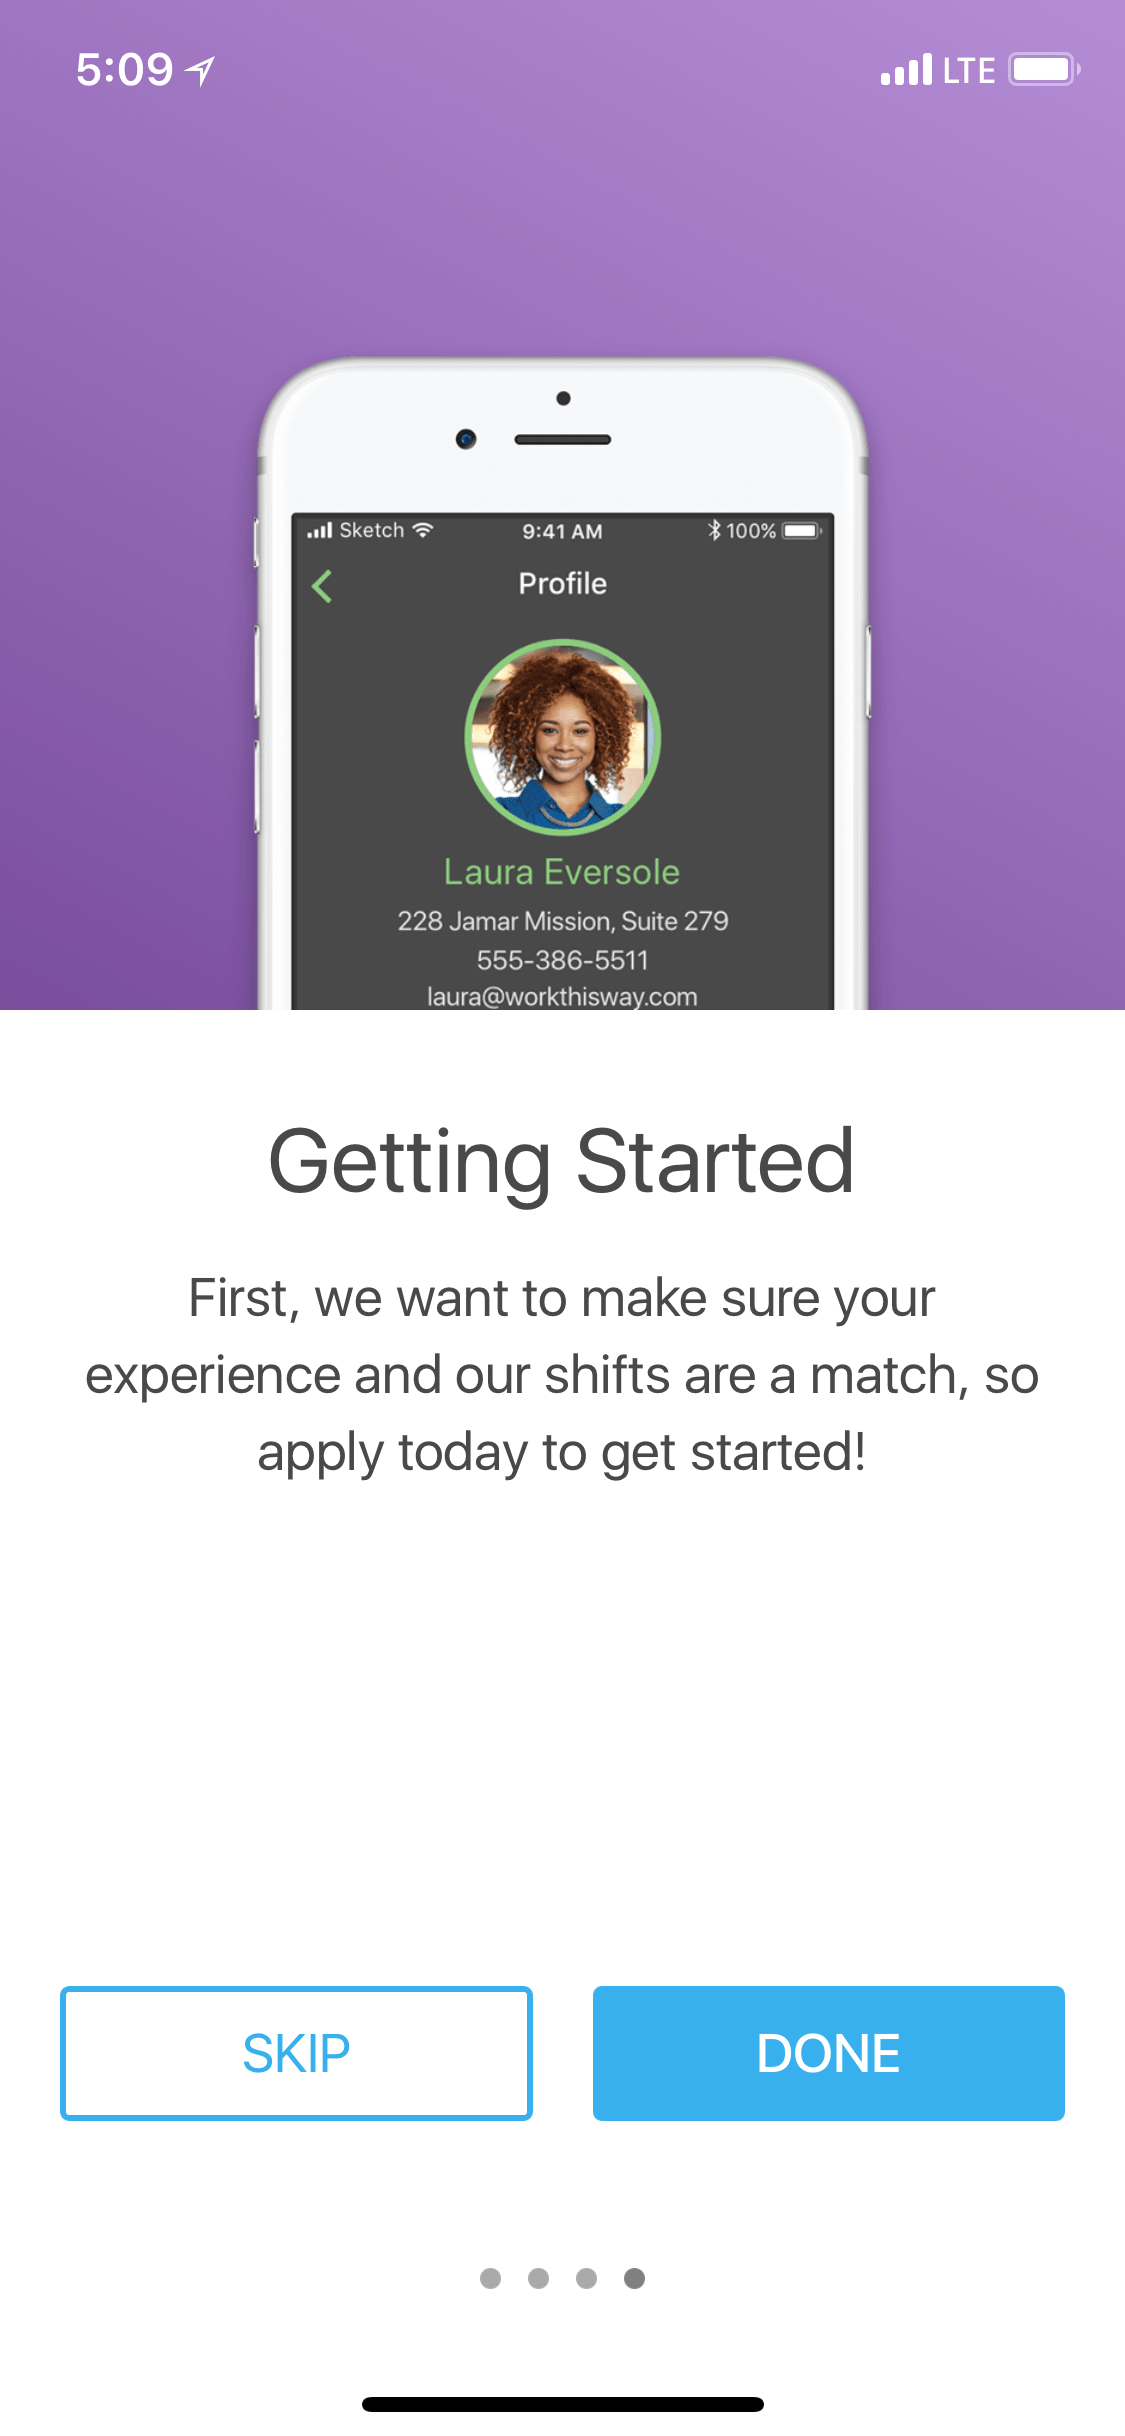 5:09 LTE
Sketch 9:41 AM 100%
Profile
Laura Eversole
228 Jamar Mission, Suite 279
555-386-5511
laura@workthisway.com
Getting Started
First, we want to make sure your
experience and our shifts are a match, so
apply today to get started!
SKIP DONE